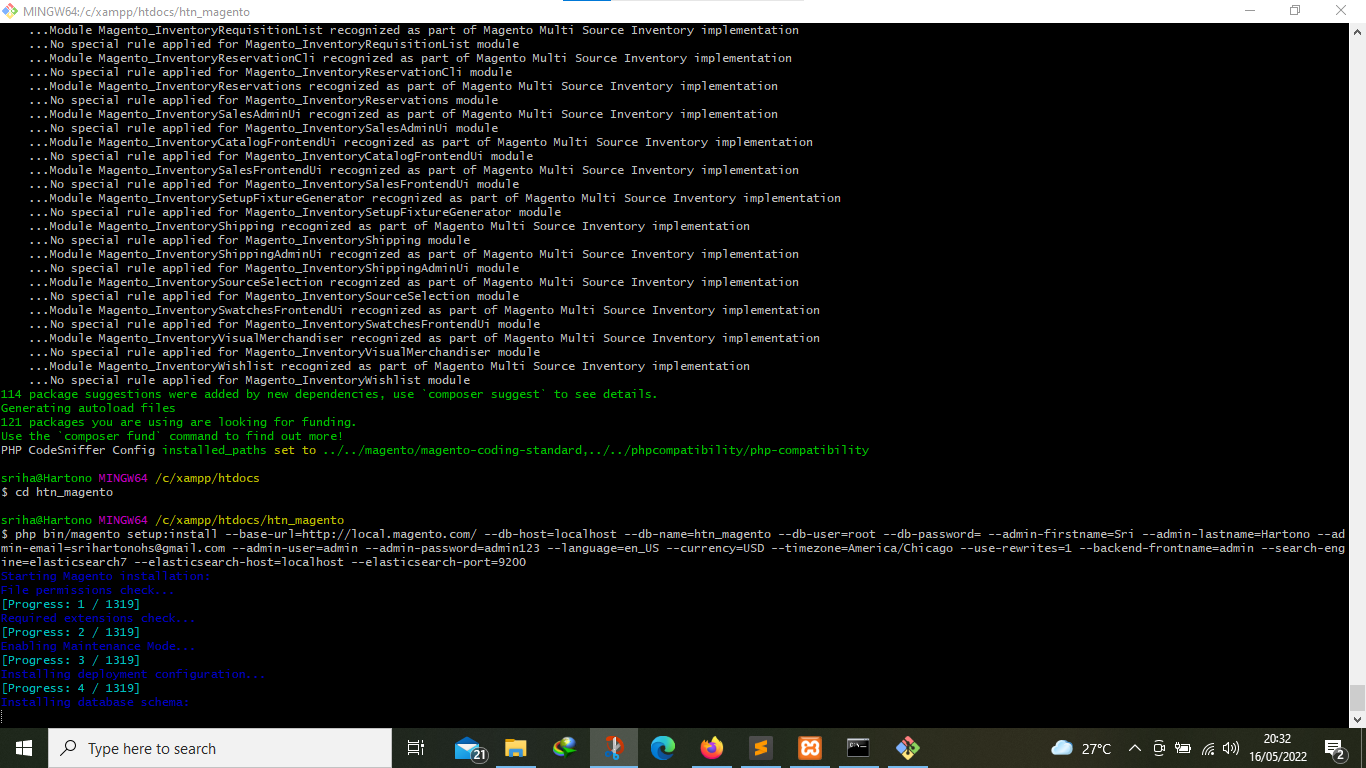 MINGW64:/c/xampp/htdocs/htn_magento
...Module Magento_InventoryRequisitionList recognized as part of Magento Multi Source Inventory implementation
...No special rule applied for Magento_InventoryRequisitionList module
...Module Magento_InventoryReservationCli recognized as part of Magento Multi Source Inventory implementation
...No special rule applied for Magento_InventoryReservationCli module
...Module Magento_InventoryReservations recognized as part of Magento Multi Source Inventory implementation
...No special rule applied for Magento_InventoryReservations module
...Module Magento_InventorySalesAdminUi recognized as part of Magento Multi Source Inventory implementation
...No special rule applied for Magento_InventorySalesAdminUi module
...Module Magento_InventoryCatalogFrontendUi recognized as part of Magento Multi Source Inventory implementation
...No special rule applied for Magento_InventoryCatalogFrontendUi module
...Module Magento_InventorySalesFrontendUi recognized as part of Magento Multi Source Inventory implementation
...No special rule applied for Magento_InventorySalesFrontendUi module
...Module Magento_InventorySetupFixtureGenerator recognized as part of Magento Multi Source Inventory implementation
...No special rule applied for Magento_InventorySetupFixtureGenerator module
...Module Magento_InventoryShipping recognized as part of Magento Multi Source Inventory implementation
...No special rule applied for Magento_InventoryShipping module
...Module Magento_InventoryShippingAdminUi recognized as part of Magento Multi Source Inventory implementation
...No special rule applied for Magento_InventoryShippingAdminUi module
...Module Magento_InventorySourceSelection recognized as part of Magento Multi Source Inventory implementation
...No special rule applied for Magento_InventorySourceSelection module
...Module Magento_InventorySwatchesFrontendUi recognized as part of Magento Multi Source Inventory implementation
...No special rule applied for Magento_InventorySwatchesFrontendUi module
...Module Magento_InventoryVisualMerchandiser recognized as part of Magento Multi Source Inventory implementation
...No special rule applied for Magento_InventoryVisualMerchandiser module
...Module Magento_InventoryWishlist recognized as part of Magento Multi Source Inventory implementation
...No special rule applied for Magento_InventoryWishlist module
114 package suggestions were added by new dependencies, use `composer suggest` to see details.
Generating autoload files
121 packages you are using are looking for funding.
Use the `composer fund` command to find out more!
PHP CodeSniffer Config installed_paths set to ../../magento/magento-coding-standard,../../phpcompatibility/php-compatibility
sriha@Hartono MINGW64 /c/xampp/htdocs
$ cd htn_magento
sriha@Hartono MINGW64 /c/xampp/htdocs/htn_magento
$ php bin/magento setup:install --base-url=http://local.magento.com/ --db-host=localhost --db-name=htn_magento --db-user=root --db-password= --admin-firstname=Sri --admin-lastname=Hartono --ad
min-email=srihartonohs@gmail.com --admin-user=admin --admin-password=admin123 --language=en_US --currency=USD --timezone=America/Chicago --use-rewrites=1 --backend-frontname=admin --search-eng
ine=elasticsearch7 --elasticsearch-host=localhost --elasticsearch-port=9200
Starting Magento installation:
File permissions check...
[Progress: 1 / 1319]
Required extensions check...
[Progress: 2 / 1319]
Enabling Maintenance Mode...
[Progress: 3 / 1319]
Installing deployment configuration...
[Progress: 4 / 1319]
Installing database schema:
Type here to search
21
27°C
20:32
16/05/2022
2